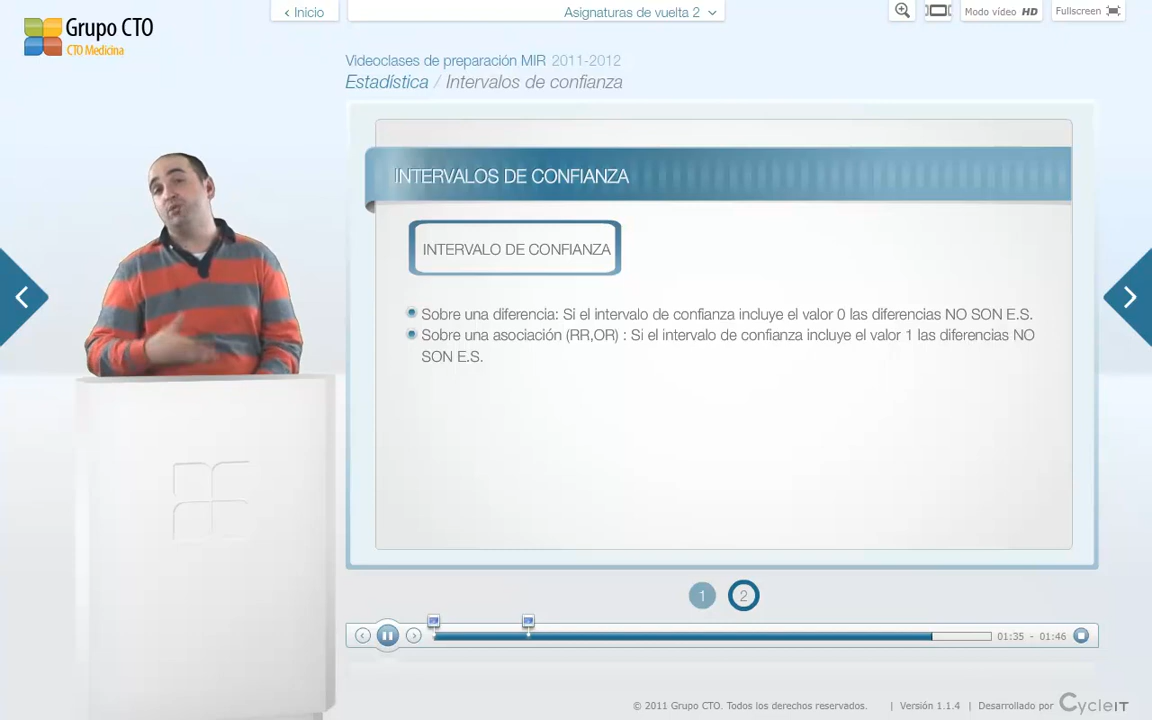 Grupo CTO
CTO Medicina
‹ Inicio
Asignaturas de vuelta 2
Modo vídeo HD
Fullscreen
Videoclases de preparación MIR 2011-2012
Estadística / Intervalos de confianza
INTERVALOS DE CONFIANZA
INTERVALO DE CONFIANZA
Sobre una diferencia: Si el intervalo de confianza incluye el valor 0 las diferencias NO SON E.S.
Sobre una asociación (RR,OR) : Si el intervalo de confianza incluye el valor 1 las diferencias NO
SON E.S.
1 2
01:35 - 01:46
© 2011 Grupo CTO. Todos los derechos reservados. | Versión 1.1.4 | Desarrollado por CycleIT